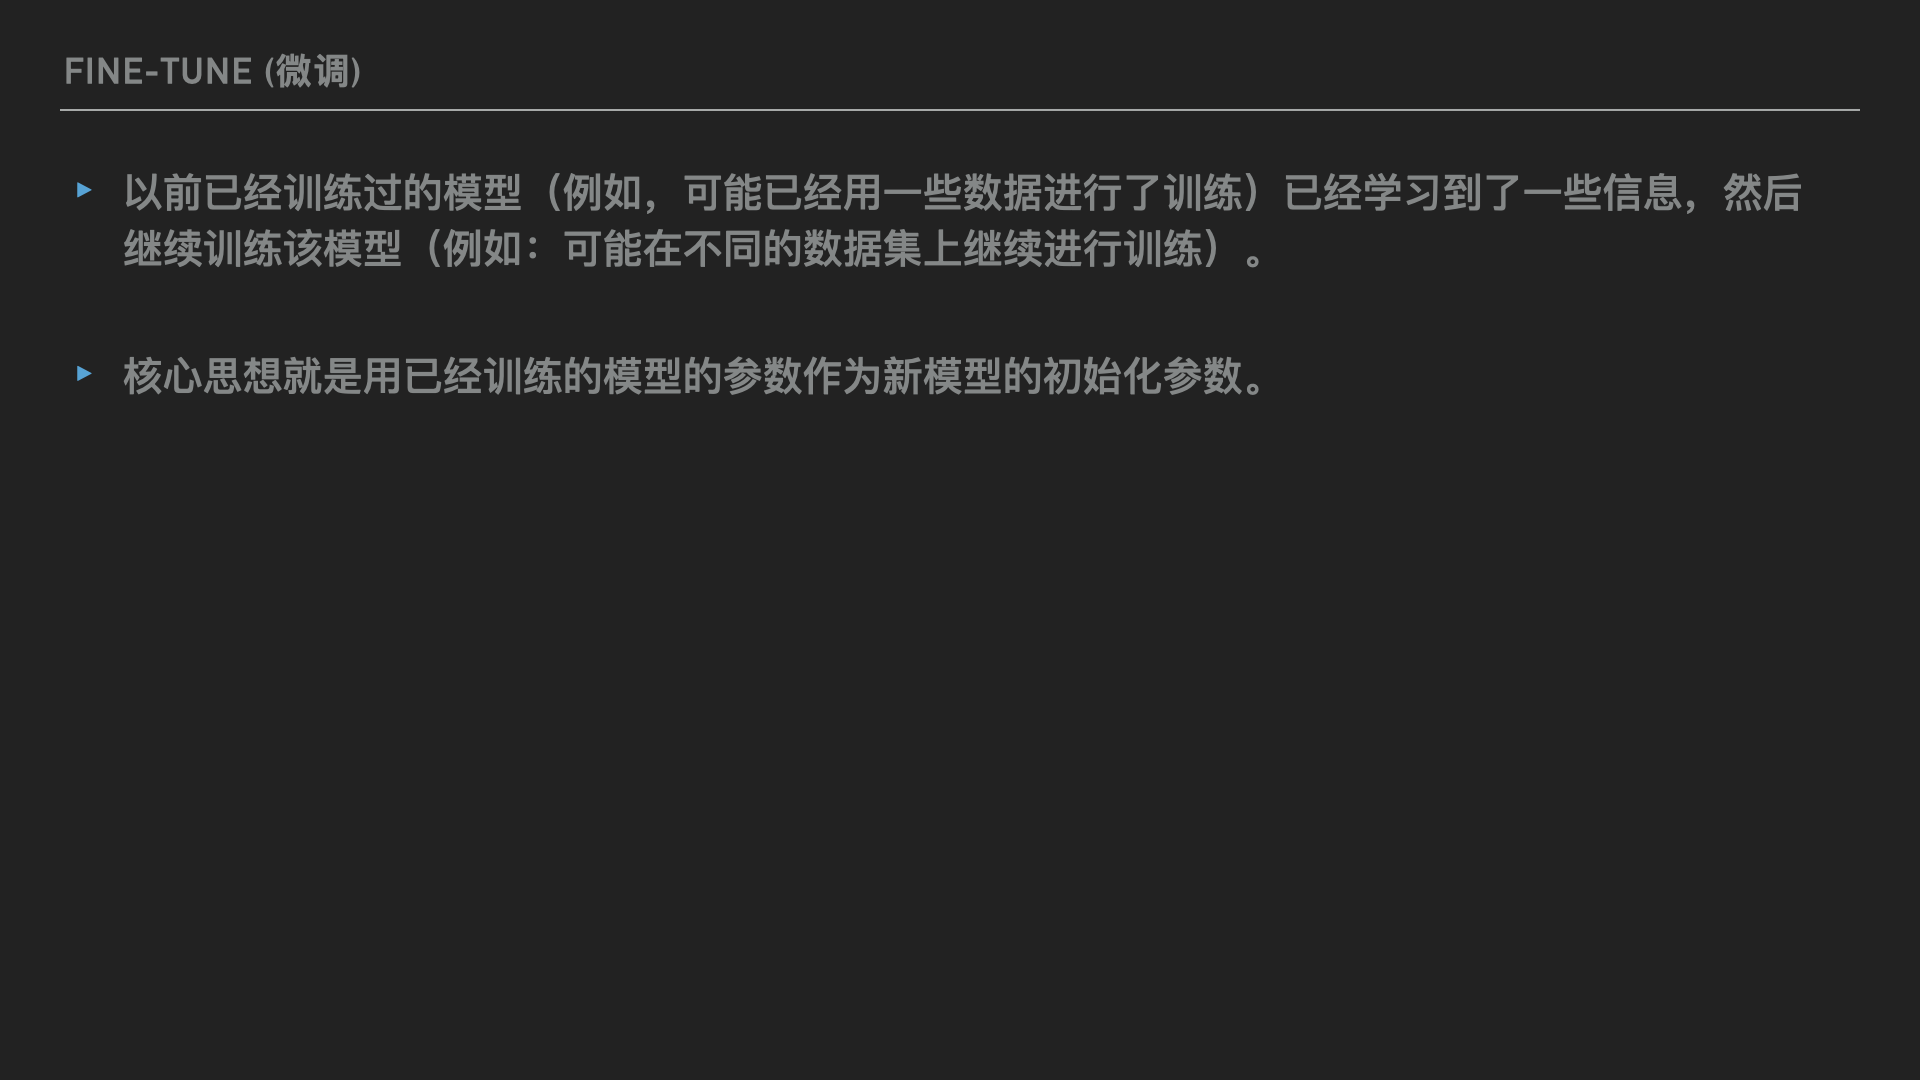 FINE-TUNE (微调)
▸ 以前已经训练过的模型（例如，可能已经用一些数据进行了训练）已经学习到了一些信息，然后
继续训练该模型（例如：可能在不同的数据集上继续进行训练）。
▸ 核心思想就是用已经训练的模型的参数作为新模型的初始化参数。